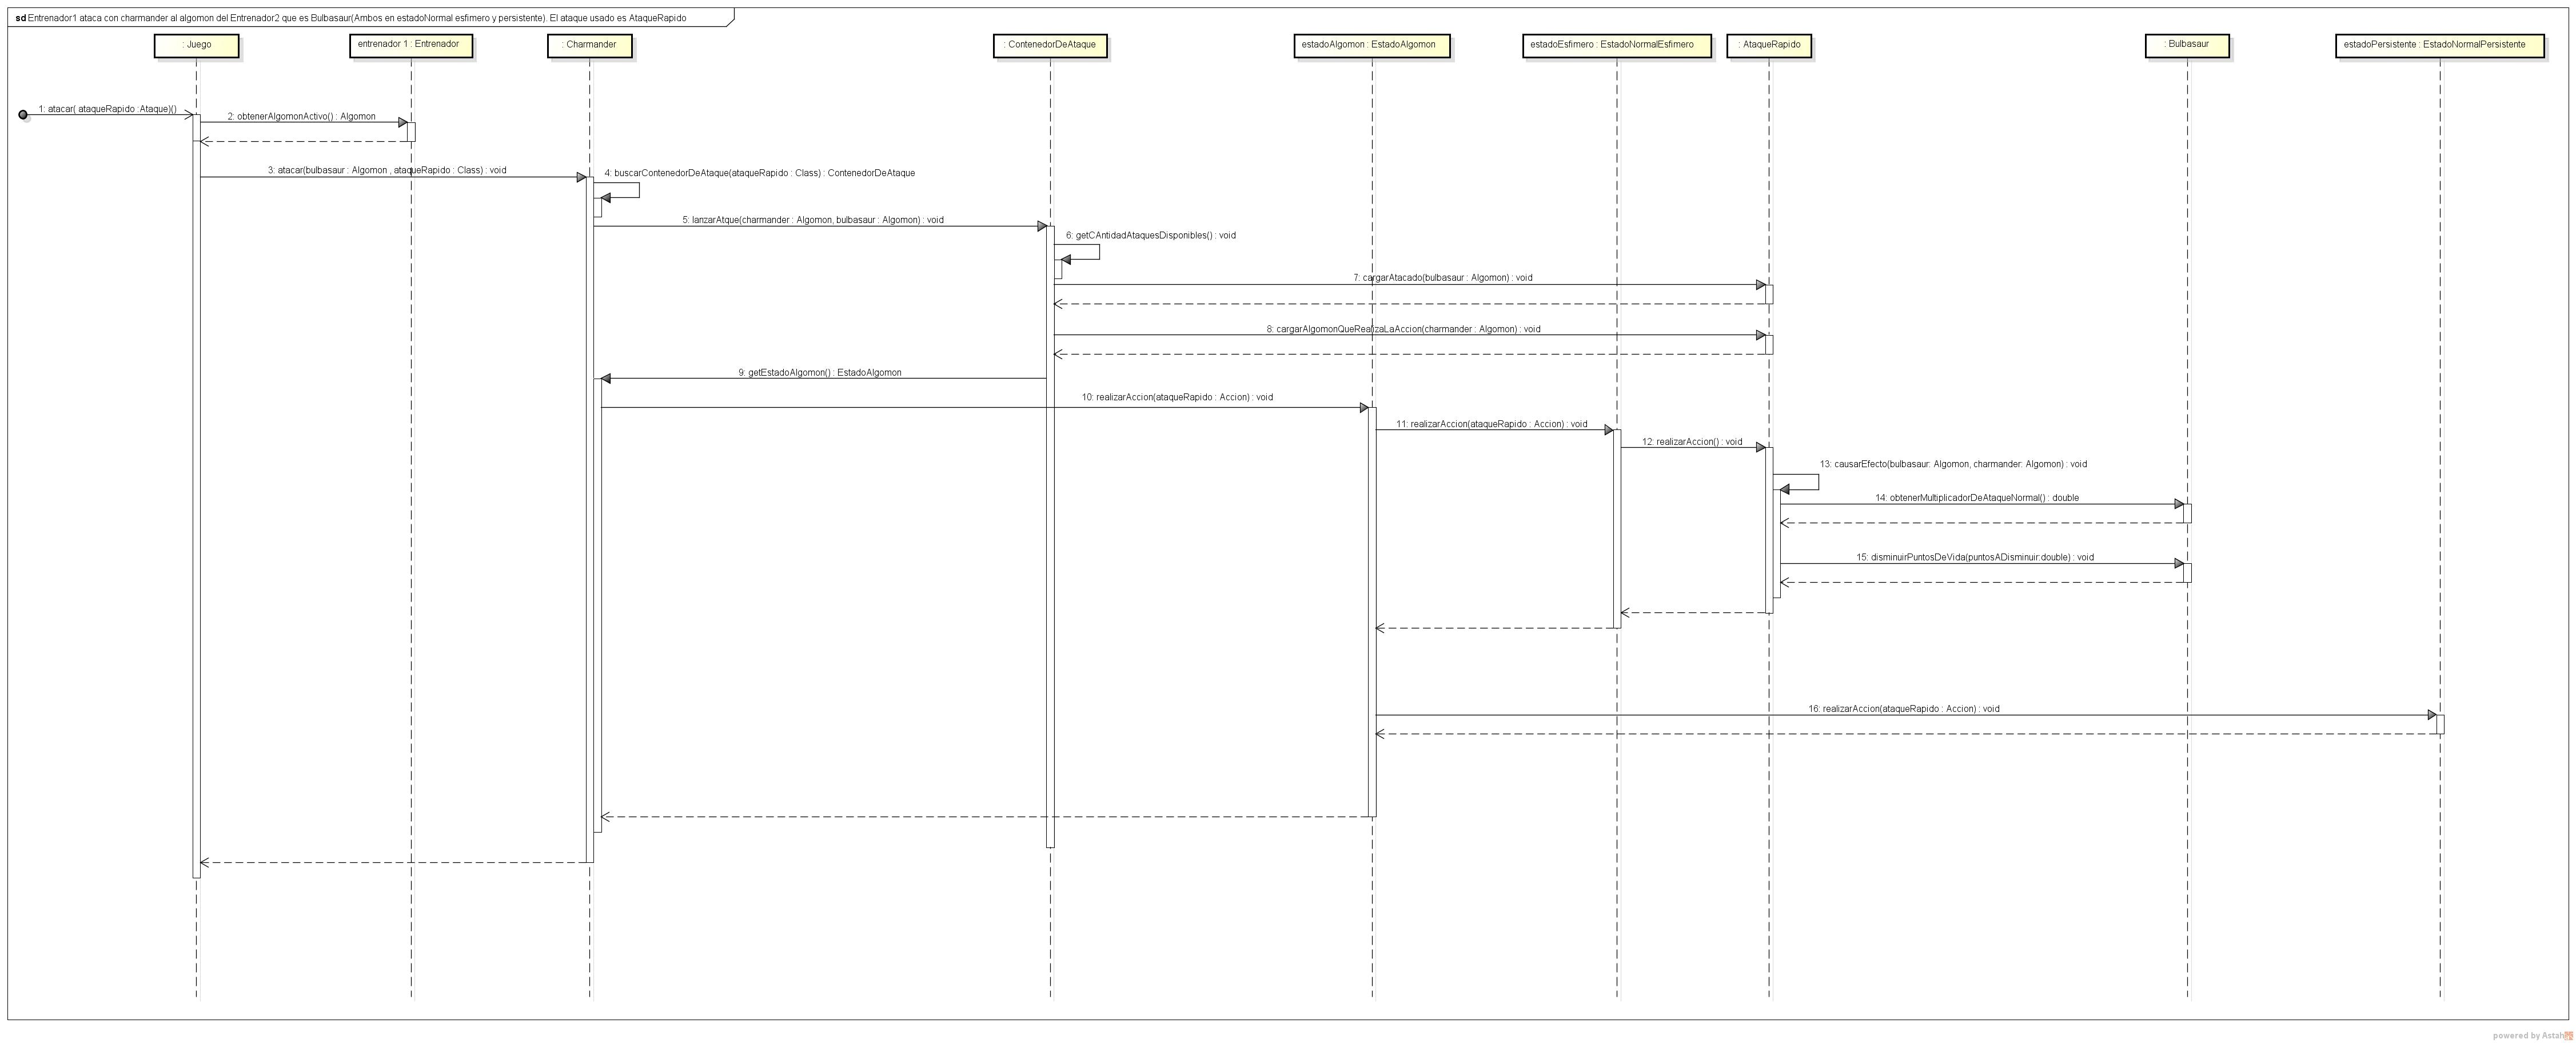 sd Entrenador1 ataca con charmander al algomon del Entrenador2 que es Bulbasaur(Ambos en estadoNormal esfimero y persistente). El ataque usado es AtaqueRapido
: Juego
entrenador 1 : Entrenador
: Charmander
: ContenedorDeAtaque
estadoAlgomon : EstadoAlgomon
estadoEsfimero : EstadoNormalEsfimero
: AtaqueRapido
: Bulbasaur
estadoPersistente : EstadoNormalPersistente
1: atacar( ataqueRapido :Ataque)()
2: obtenerAlgomonActivo() : Algomon
3: atacar(bulbasaur : Algomon , ataqueRapido : Class) : void
4: buscarContenedorDeAtaque(ataqueRapido : Class) : ContenedorDeAtaque
5: lanzarAtque(charmander : Algomon, bulbasaur : Algomon) : void
6: getCAntidadAtaquesDisponibles() : void
7: cargarAtacado(bulbasaur : Algomon) : void
8: cargarAlgomonQueRealizaLaAccion(charmander : Algomon) : void
9: getEstadoAlgomon() : EstadoAlgomon
10: realizarAccion(ataqueRapido : Accion) : void
11: realizarAccion(ataqueRapido : Accion) : void
12: realizarAccion() : void
13: causarEfecto(bulbasaur: Algomon, charmander: Algomon) : void
14: obtenerMultiplicadorDeAtaqueNormal() : double
15: disminuirPuntosDeVida(puntosADisminuir:double) : void
16: realizarAccion(ataqueRapido : Accion) : void
powered by Astah